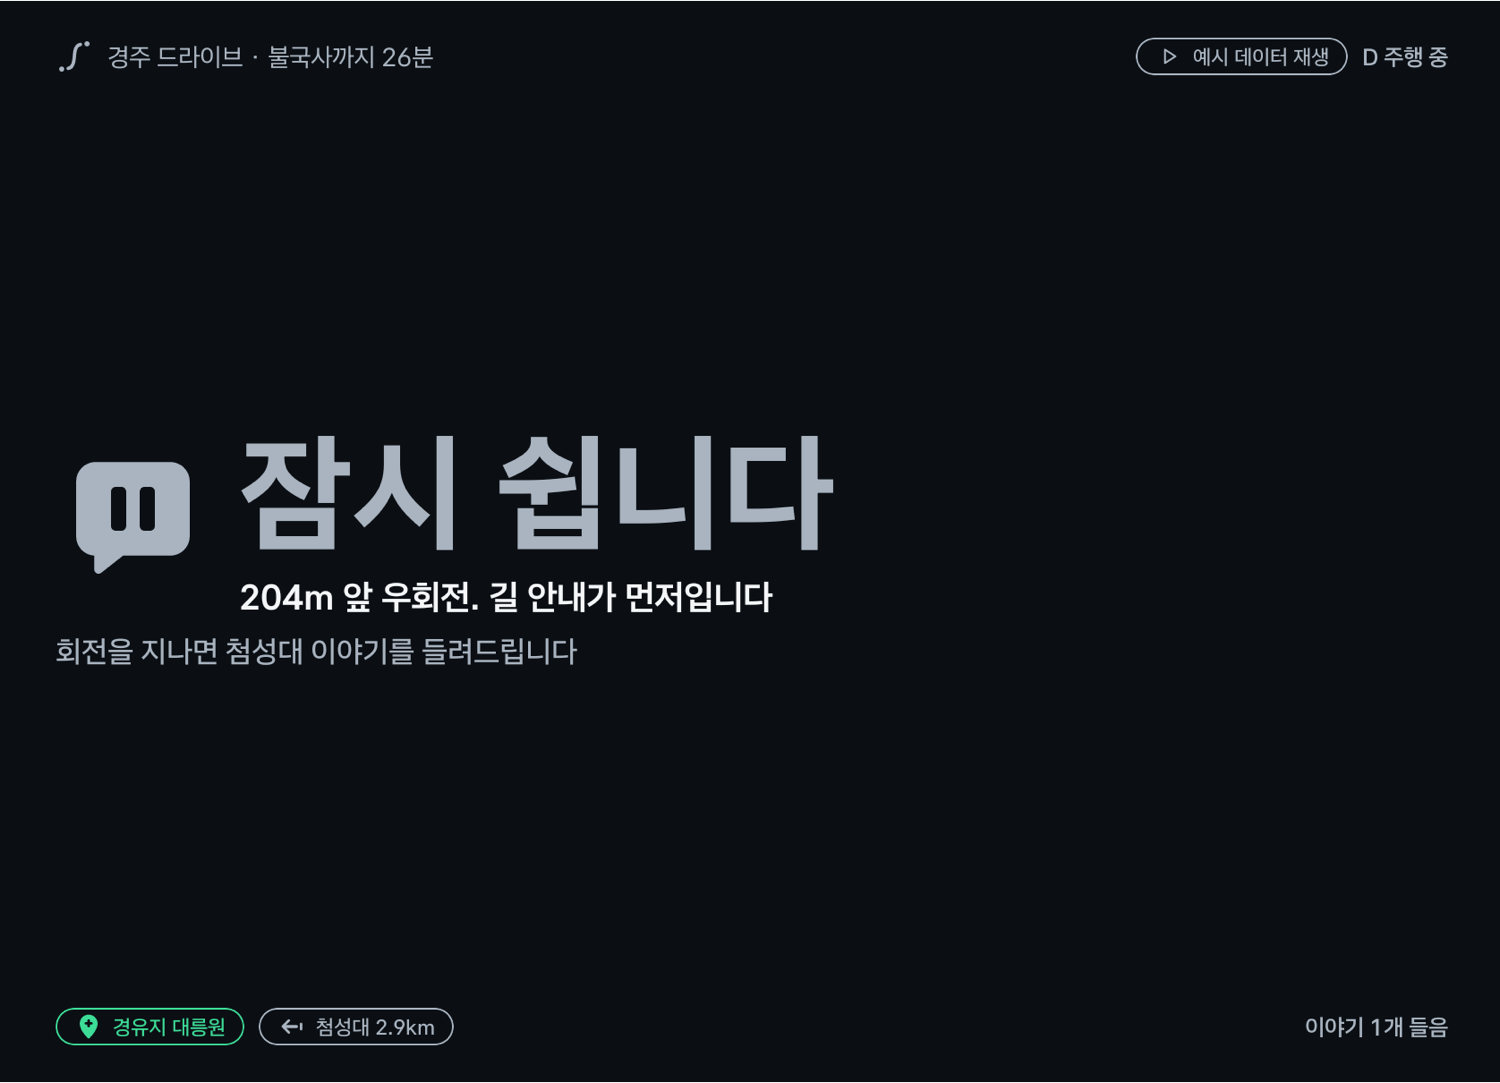 경주 드라이브 · 불국사까지 26분
예시 데이터 재생
D 주행 중
잠시 쉽니다
204m 앞 우회전. 길 안내가 먼저입니다
회전을 지나면 첨성대 이야기를 들려드립니다
경유지 대릉원
첨성대 2.9km
이야기 1개 들음